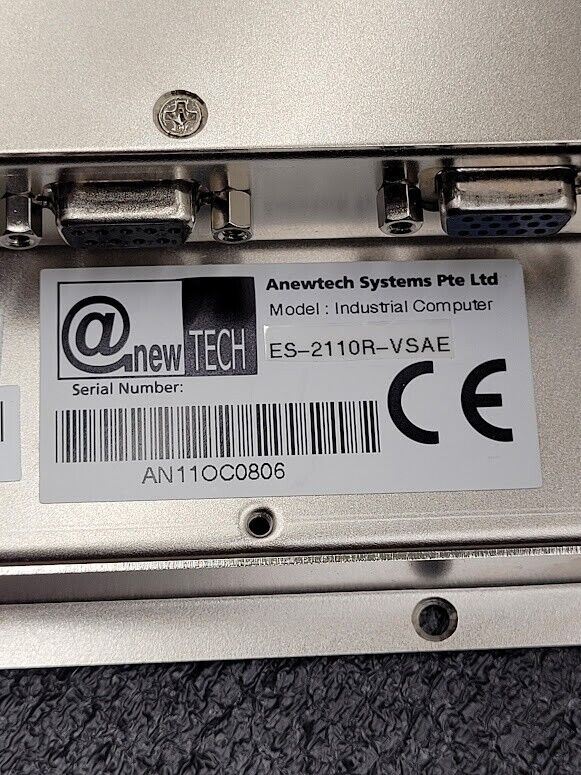 Anewtech Systems Pte Ltd
Model : Industrial Computer
@new TECH
ES-2110R-VSAE
Serial Number:
CE
AN11OC0806